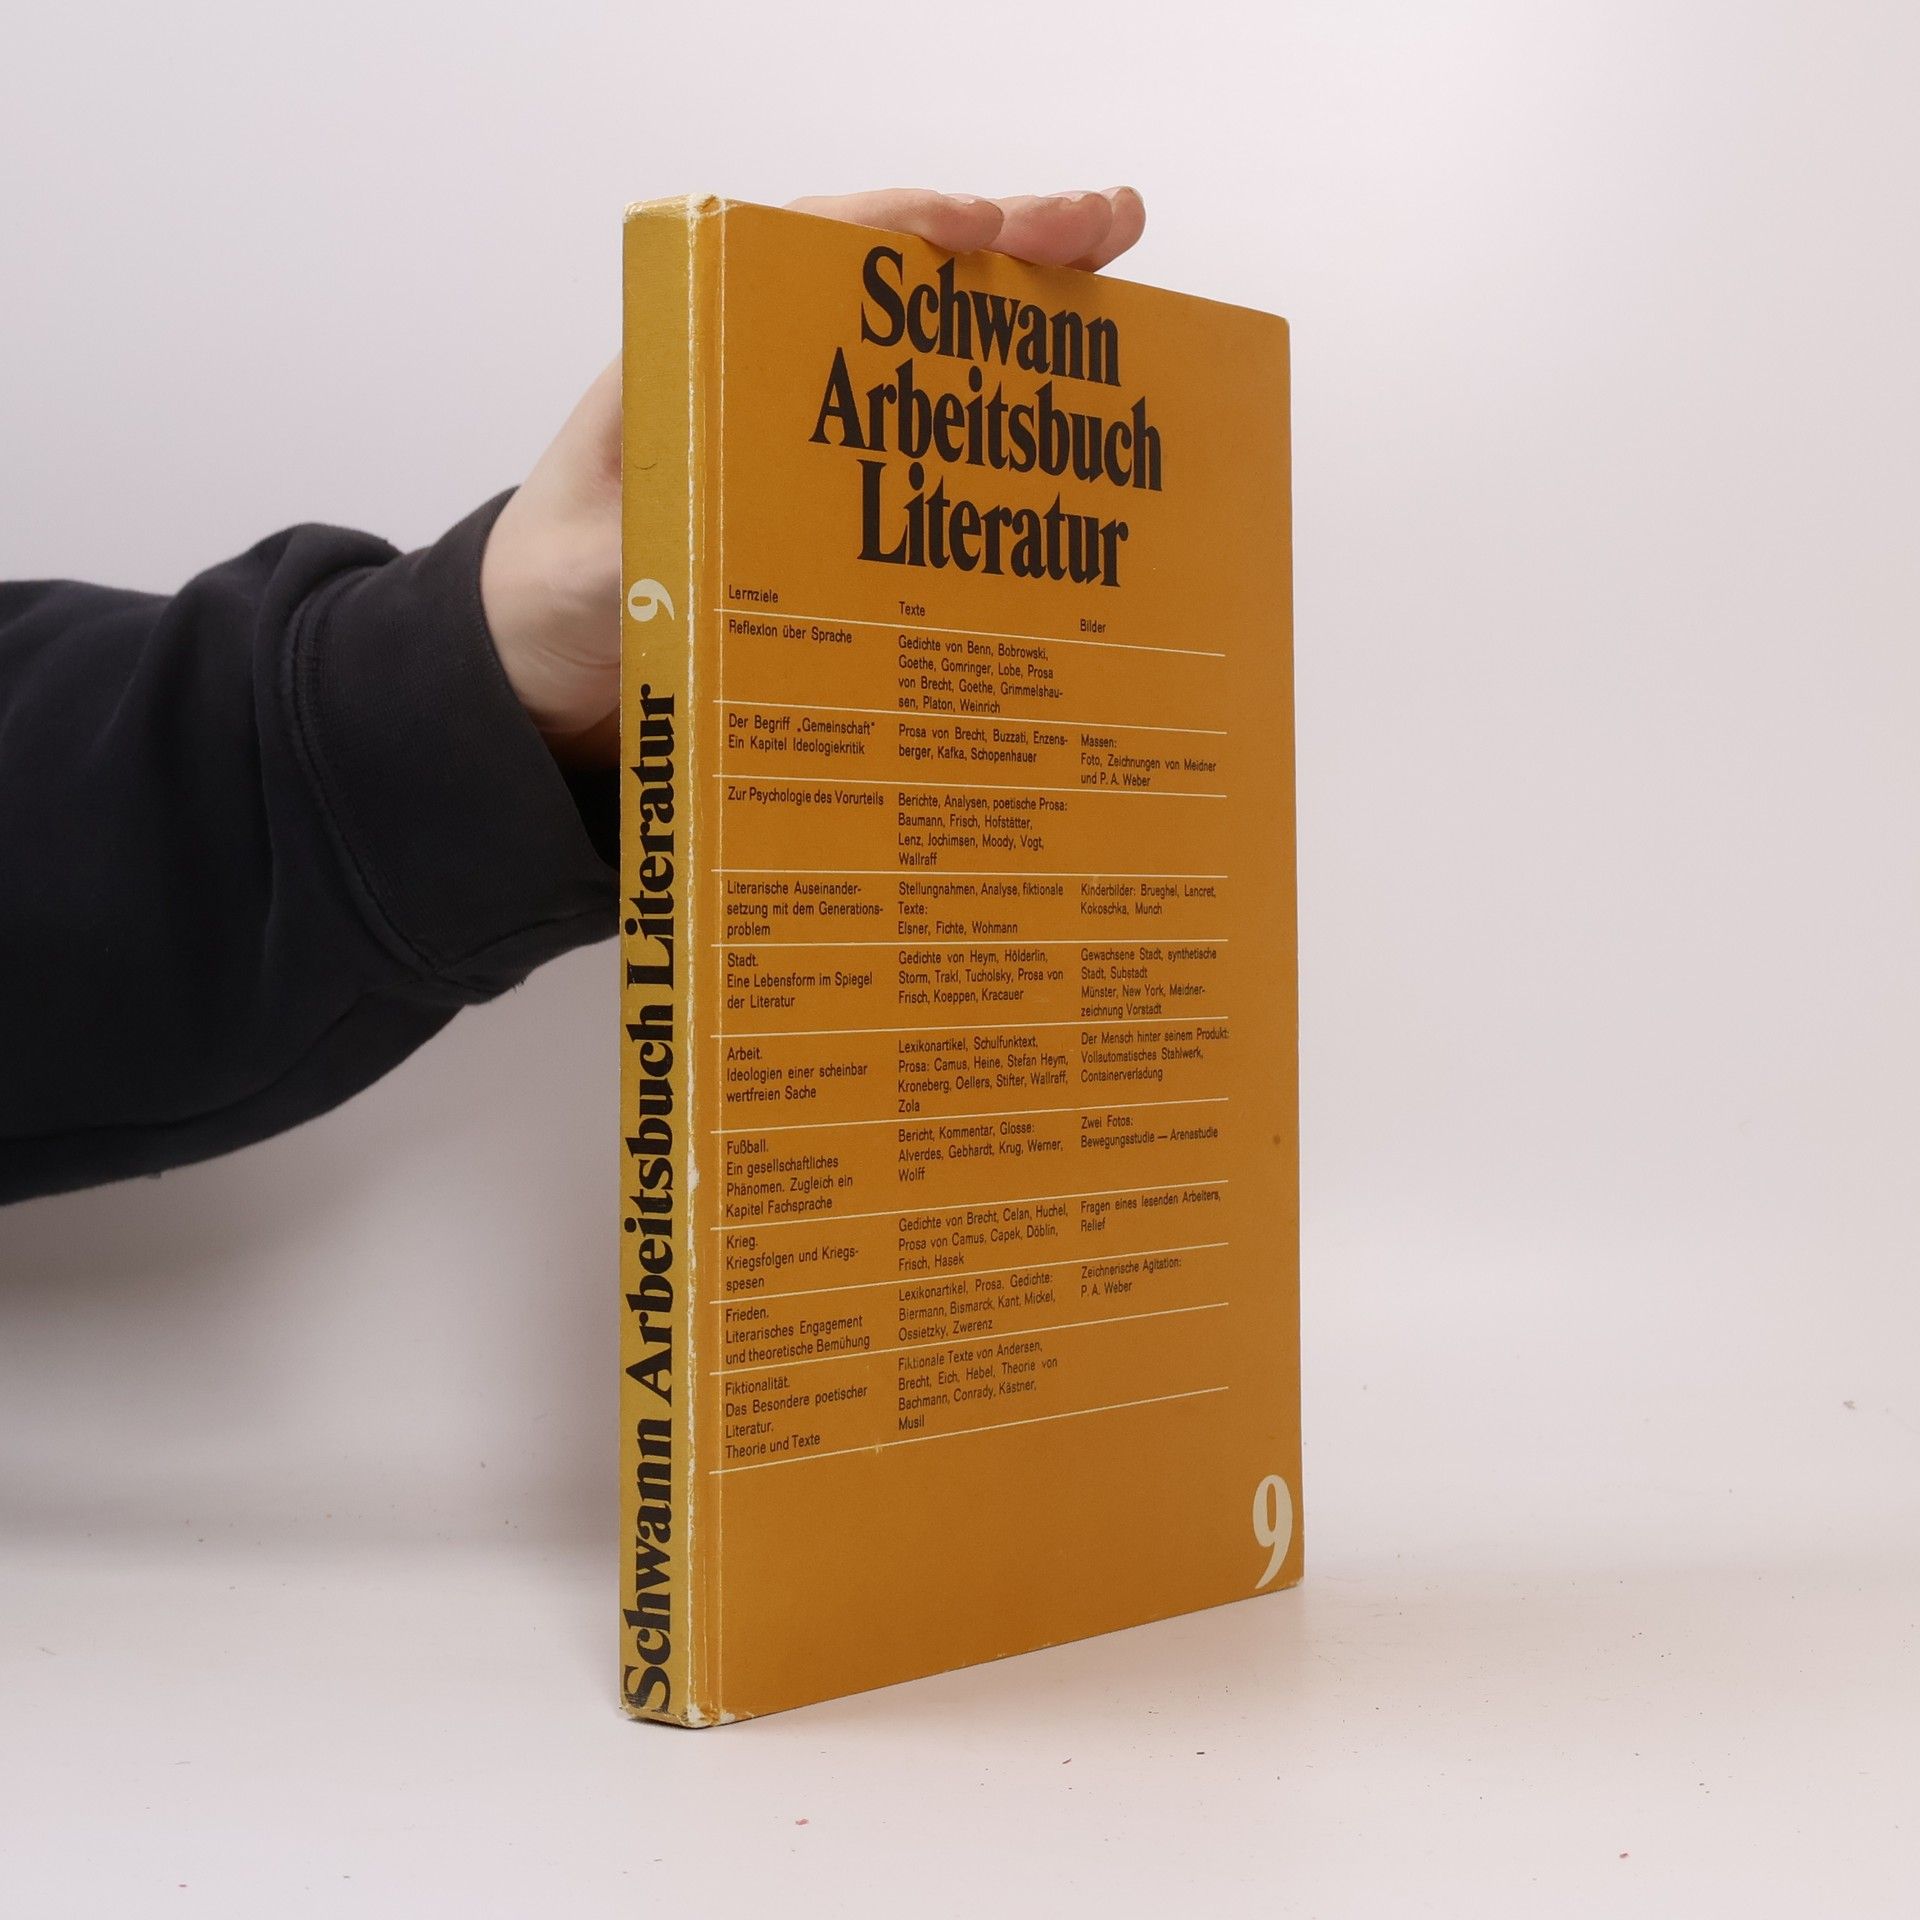 Schwann Arbeitsbuch Literatur 9
Schwann
Arbeitsbuch
Literatur
Lernziele
Texte
Bilder
Reflexion über Sprache
Gedichte von Benn, Bobrowski,
Goethe, Gomringer, Lobe, Prosa
von Brecht, Goethe, Grimmelshau-
sen, Platon, Weinrich
Der Begriff „Gemeinschaft"
Ein Kapitel Ideologiekritik
Prosa von Brecht, Buzzati, Enzens-
berger, Kafka, Schopenhauer
Massen:
Foto, Zeichnungen von Meidner
und P. A. Weber
Zur Psychologie des Vorurteils
Berichte, Analysen, poetische Prosa:
Baumann, Frisch, Hofstätter,
Lenz, Jochimsen, Moody, Vogt,
Wallraff
Literarische Auseinander-
setzung mit dem Generations-
problem
Stellungnahmen, Analyse, fiktionale
Texte:
Elsner, Fichte, Wohmann
Kinderbilder: Brueghel, Lancret,
Kokoschka, Munch
Stadt.
Eine Lebensform im Spiegel
der Literatur
Gedichte von Heym, Hölderlin,
Storm, Trakl, Tucholsky, Prosa von
Frisch, Koeppen, Kracauer
Gewachsene Stadt, synthetische
Stadt, Substadt
Münster, New York, Meidner-
zeichnung Vorstadt
Arbeit.
Ideologien einer scheinbar
wertfreien Sache
Lexikonartikel, Schulfunktext,
Prosa: Camus, Heine, Stefan Heym,
Kroneberg, Oellers, Stifter, Wallraff,
Zola
Der Mensch hinter seinem Produkt:
Vollautomatisches Stahlwerk,
Containerverladung
Fußball.
Ein gesellschaftliches
Phänomen. Zugleich ein
Kapitel Fachsprache
Bericht, Kommentar, Glosse:
Alverdes, Gebhardt, Krug, Werner,
Wolff
Zwei Fotos:
Bewegungsstudie — Arenastudie
Krieg.
Kriegsfolgen und Kriegs-
spesen
Gedichte von Brecht, Celan, Huchel,
Prosa von Camus, Capek, Döblin,
Frisch, Hasek
Fragen eines lesenden Arbeiters,
Relief
Frieden.
Literarisches Engagement
und theoretische Bemühung
Lexikonartikel, Prosa, Gedichte:
Biermann, Bismarck, Kant, Mickel,
Ossietzky, Zwerenz
Zeichnerische Agitation:
P. A. Weber
Fiktionalität.
Das Besondere poetischer
Literatur.
Theorie und Texte
Fiktionale Texte von Andersen,
Brecht, Eich, Hebel, Theorie von
Bachmann, Conrady, Kästner,
Musil
9